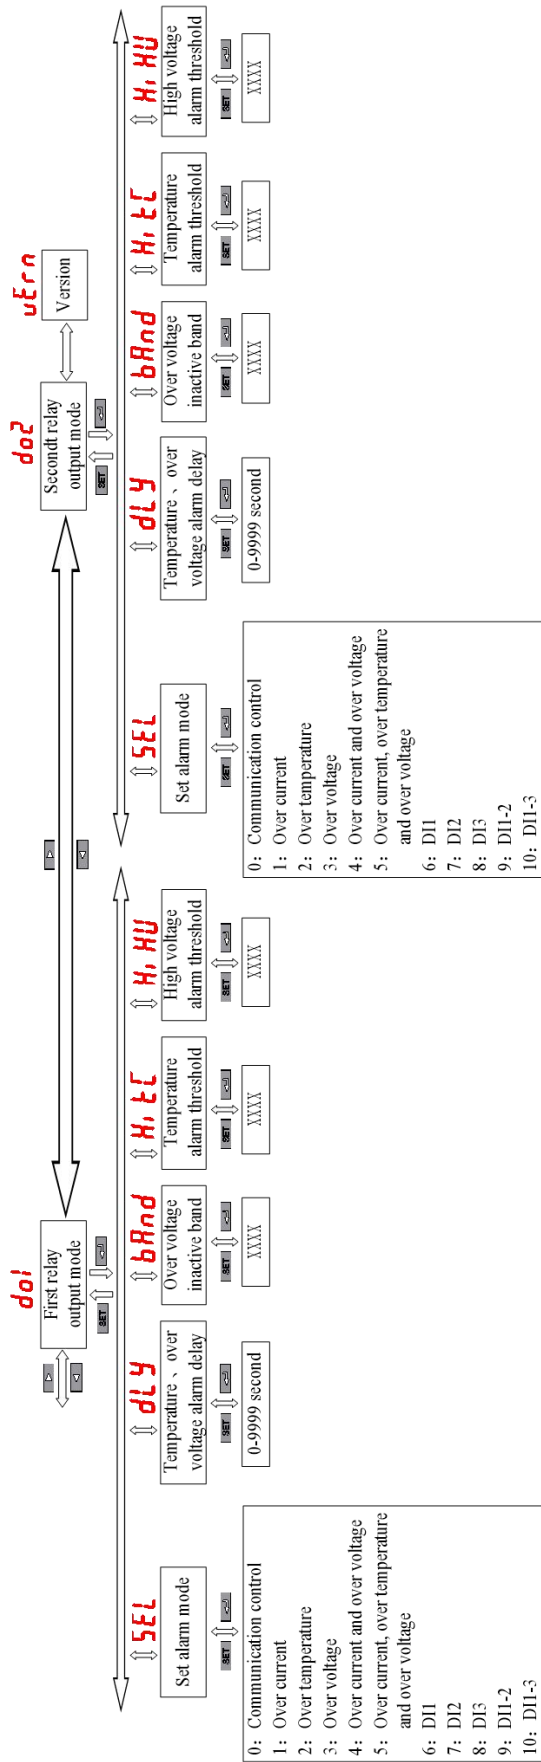 do1
First relay
output mode
SET
SEL
Set alarm mode
SET
0: Communication control
1: Over current
2: Over temperature
3: Over voltage
4: Over current and over voltage
5: Over current, over temperature
and over voltage
6: DI1
7: DI2
8: DI3
9: DI1-2
10: DI1-3
dLY
Temperature、over
voltage alarm delay
SET
0-9999 second
bAnd
Over voltage
inactive band
SET
XXXX
HitC
Temperature
alarm threshold
SET
XXXX
HiHU
High voltage
alarm threshold
SET
XXXX
do2
Secondt relay
output mode
SET
vErn
Version
SEL
Set alarm mode
SET
0: Communication control
1: Over current
2: Over temperature
3: Over voltage
4: Over current and over voltage
5: Over current, over temperature
and over voltage
6: DI1
7: DI2
8: DI3
9: DI1-2
10: DI1-3
dLY
Temperature、over
voltage alarm delay
SET
0-9999 second
bAnd
Over voltage
inactive band
SET
XXXX
HitC
Temperature
alarm threshold
SET
XXXX
HiHU
High voltage
alarm threshold
SET
XXXX